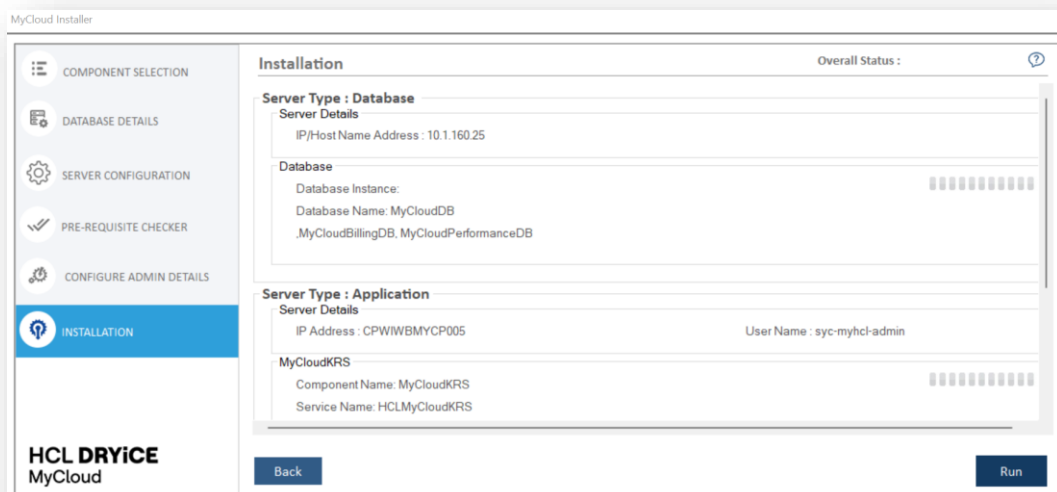 MyCloud Installer
COMPONENT SELECTION
DATABASE DETAILS
SERVER CONFIGURATION
PRE-REQUISITE CHECKER
CONFIGURE ADMIN DETAILS
INSTALLATION
HCL DRYiCE
MyCloud
Installation
Overall Status :
?
Server Type : Database
Server Details
IP/Host Name Address : 10.1.160.25
Database
Database Instance:
Database Name: MyCloudDB
,MyCloudBillingDB, MyCloudPerformanceDB
Server Type : Application
Server Details
IP Address : CPWIWBMYCP005 User Name : syc-myhcl-admin
MyCloudKRS
Component Name: MyCloudKRS
Service Name: HCLMyCloudKRS
Back
Run